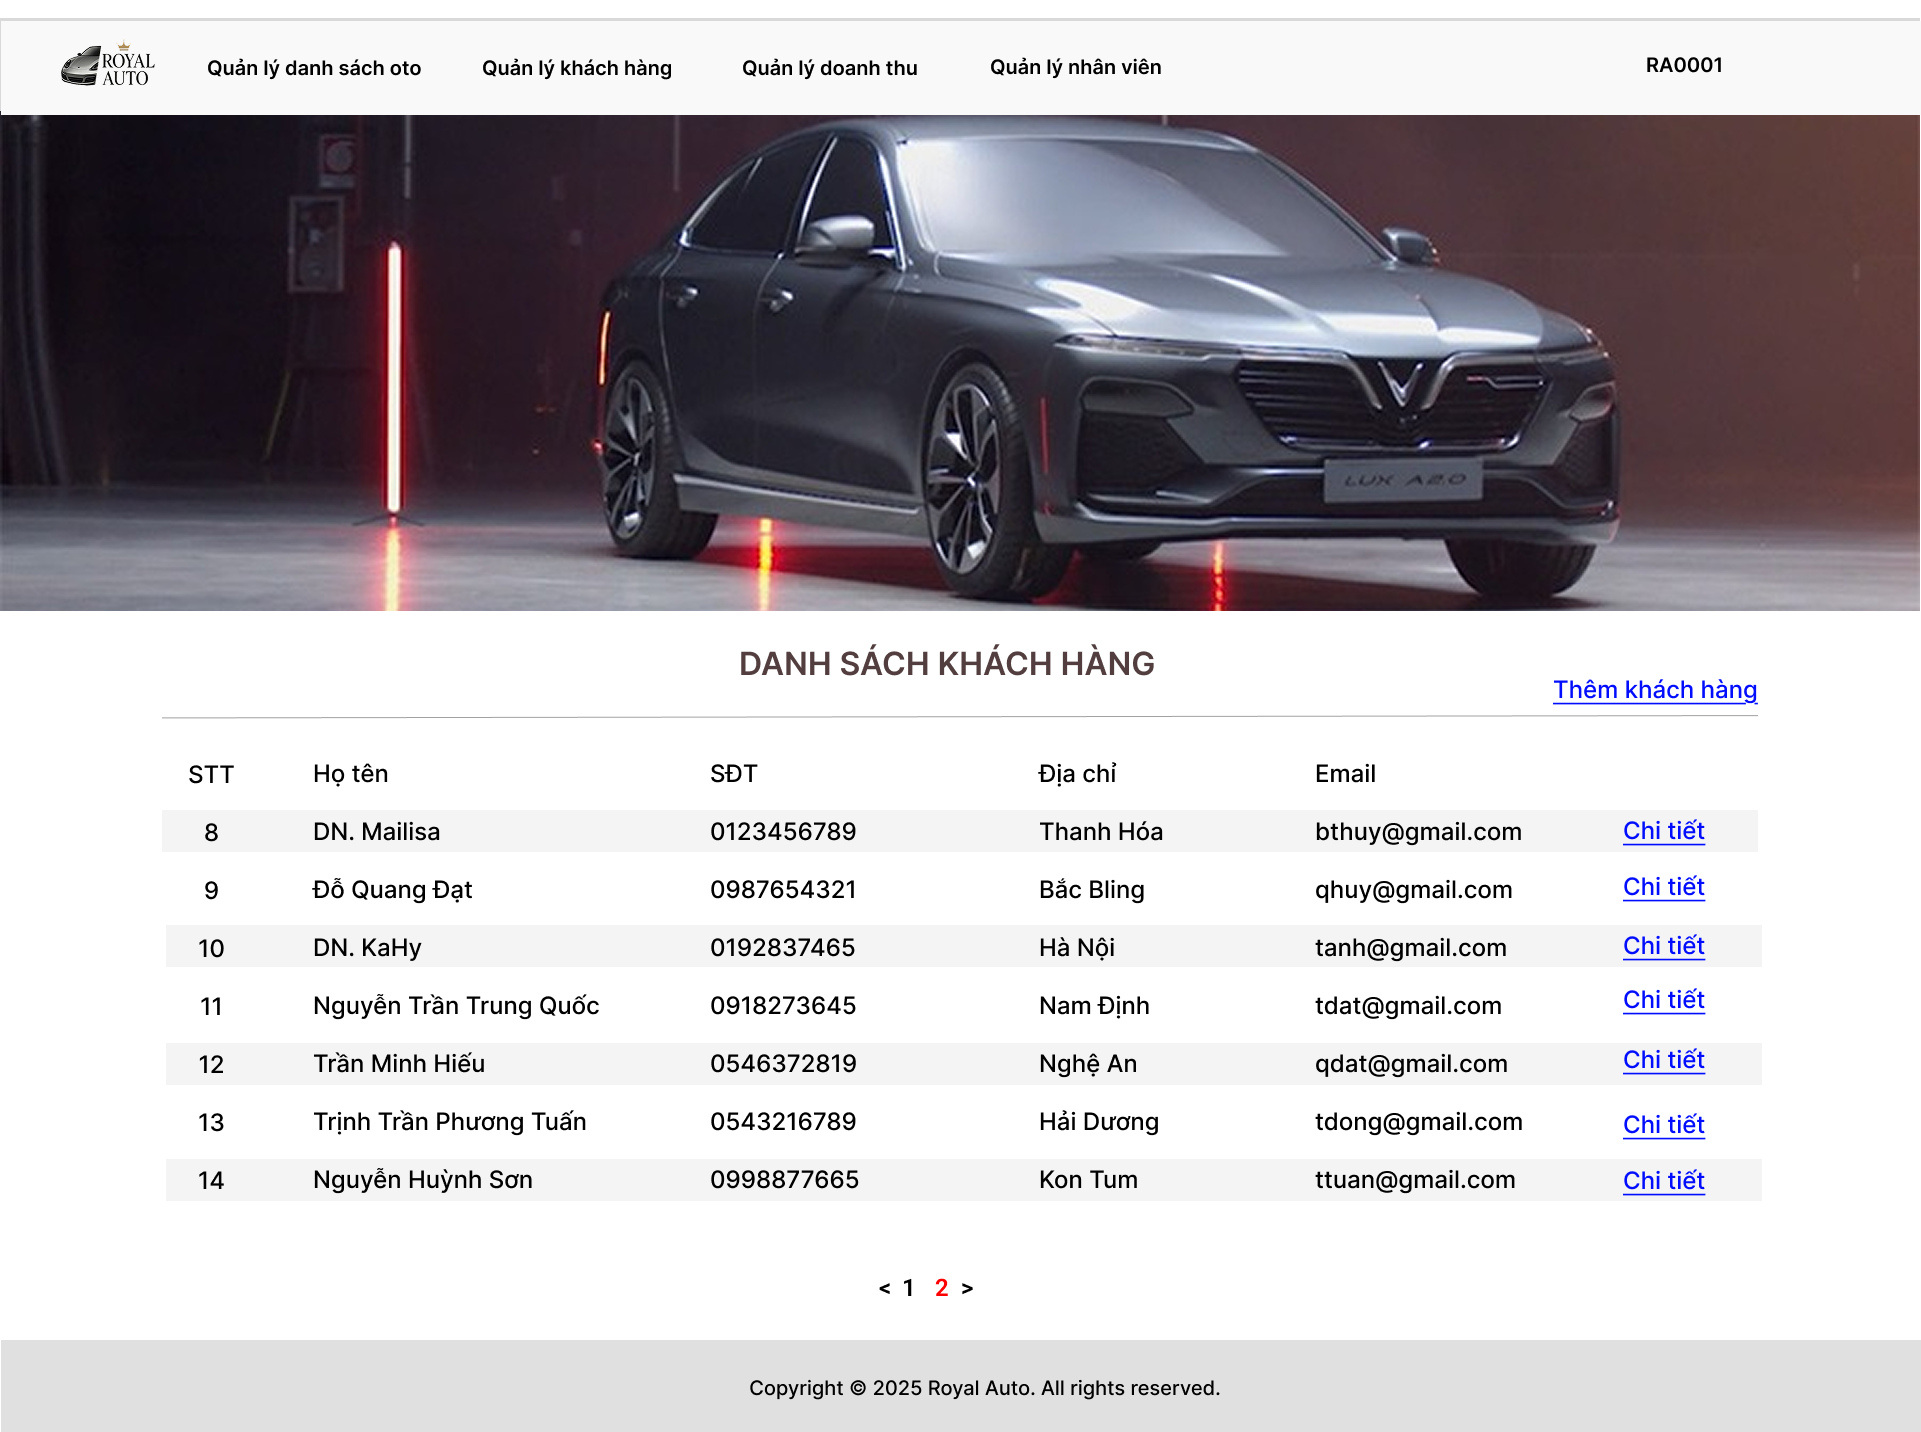 ROYAL
AUTO
Quản lý danh sách oto Quản lý khách hàng Quản lý doanh thu Quản lý nhân viên RA0001
LUX A2.0
DANH SÁCH KHÁCH HÀNG
Thêm khách hàng
STT Họ tên SĐT Địa chỉ Email
8 DN. Mailisa 0123456789 Thanh Hóa bthuy@gmail.com Chi tiết
9 Đỗ Quang Đạt 0987654321 Bắc Bling qhuy@gmail.com Chi tiết
10 DN. KaHy 0192837465 Hà Nội tanh@gmail.com Chi tiết
11 Nguyễn Trần Trung Quốc 0918273645 Nam Định tdat@gmail.com Chi tiết
12 Trần Minh Hiếu 0546372819 Nghệ An qdat@gmail.com Chi tiết
13 Trịnh Trần Phương Tuấn 0543216789 Hải Dương tdong@gmail.com Chi tiết
14 Nguyễn Huỳnh Sơn 0998877665 Kon Tum ttuan@gmail.com Chi tiết
< 1 2 >
Copyright © 2025 Royal Auto. All rights reserved.